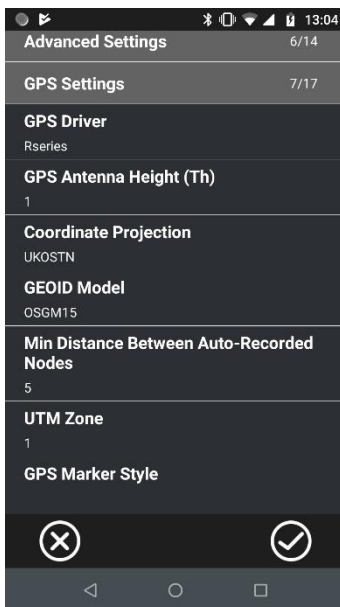 13:04
Advanced Settings 6/14
GPS Settings 7/17
GPS Driver
Rseries
GPS Antenna Height (Th)
1
Coordinate Projection
UKOSTN
GEOID Model
OSGM15
Min Distance Between Auto-Recorded
Nodes
5
UTM Zone
1
GPS Marker Style